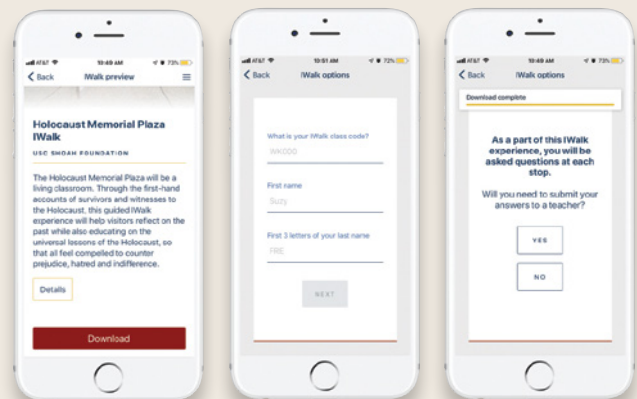 AT&T
10:49 AM
73%
Back
IWalk preview
Holocaust Memorial Plaza
IWalk
USC SHOAH FOUNDATION
The Holocaust Memorial Plaza will be a
living classroom. Through the first-hand
accounts of survivors and witnesses to
the Holocaust, this guided IWalk
experience will help visitors reflect on the
past while also educating on the
universal lessons of the Holocaust, so
that all feel compelled to counter
prejudice, hatred and indifference.
Details
Download
AT&T
10:51 AM
72%
Back
IWalk options
What is your IWalk class code?
WK000
First name
Suzy
First 3 letters of your last name
FRE
NEXT
AT&T
10:49 AM
73%
Back
IWalk options
Download complete
As a part of this IWalk
experience, you will be
asked questions at each
stop.
Will you need to submit your
answers to a teacher?
YES
NO